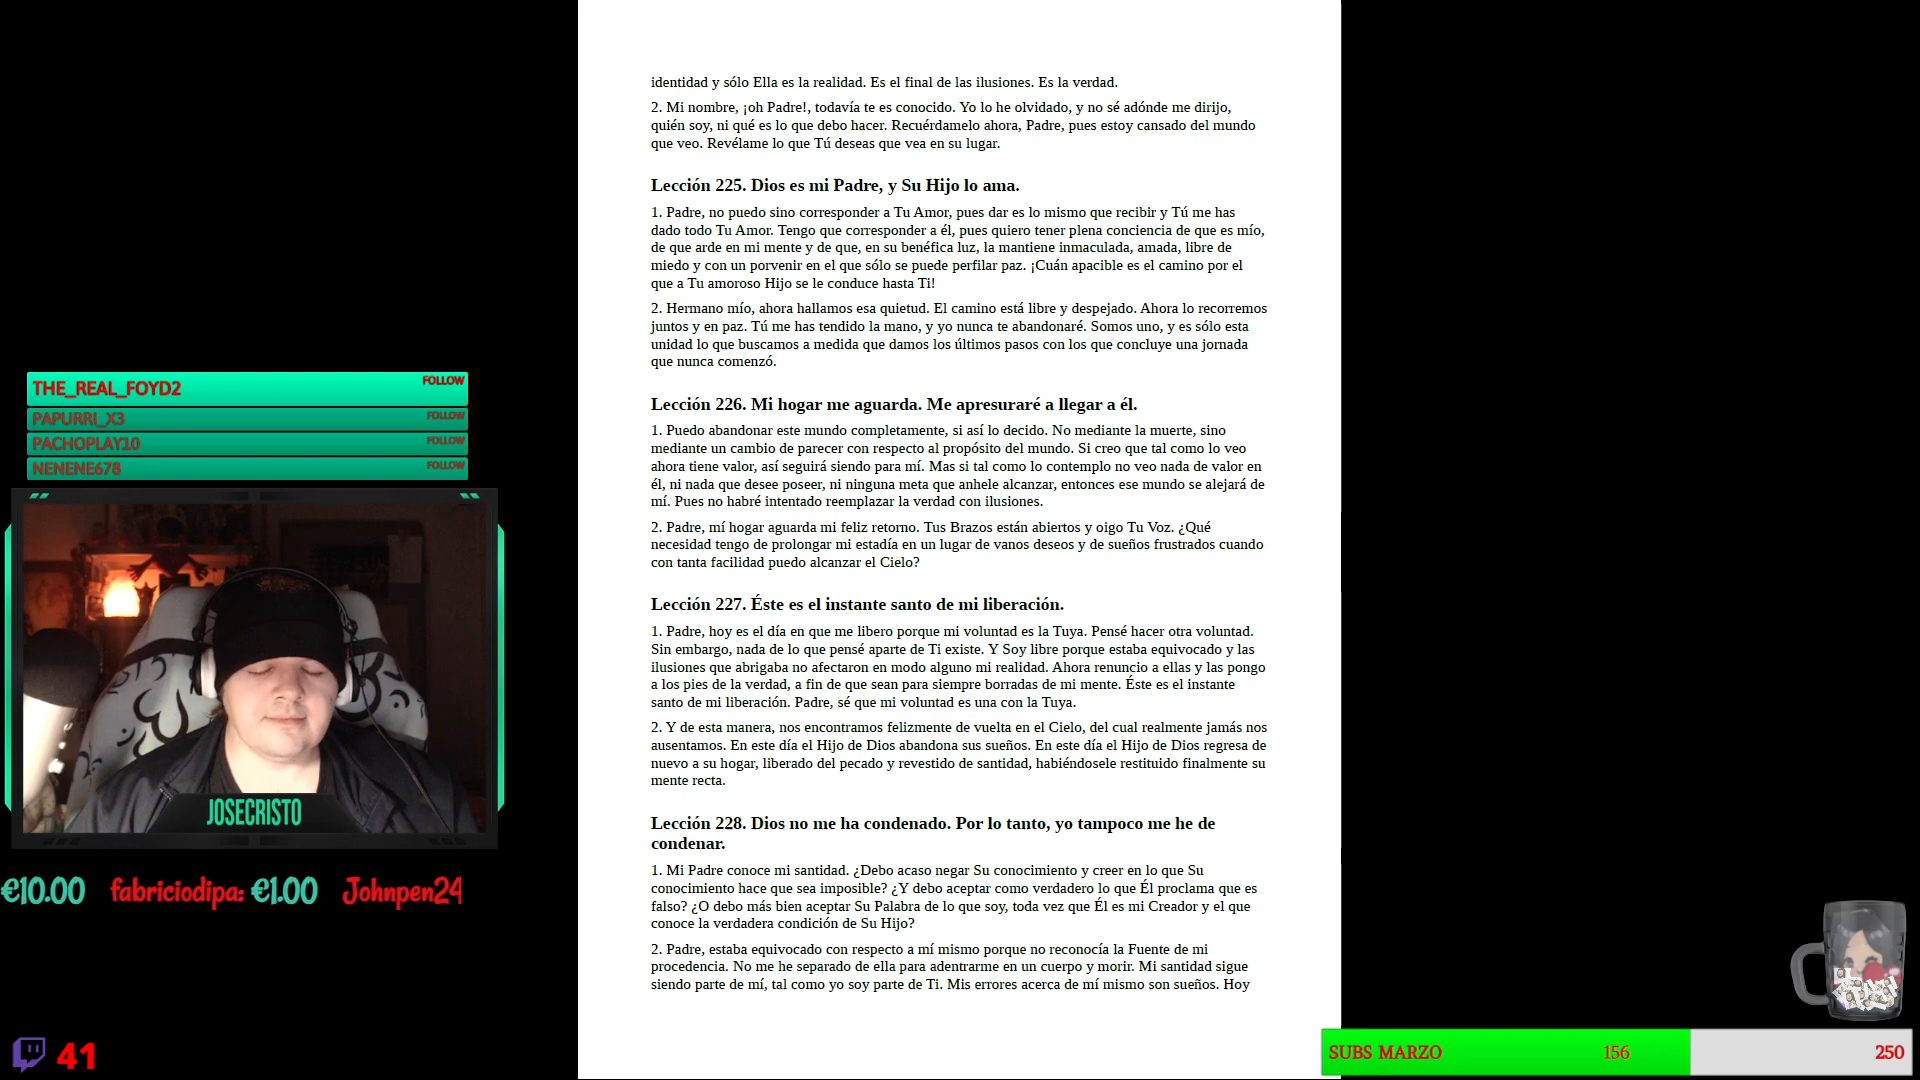 identidad y sólo Ella es la realidad. Es el final de las ilusiones. Es la verdad.
2. Mi nombre, ¡oh Padre!, todavía te es conocido. Yo lo he olvidado, y no sé adónde me dirijo,
quién soy, ni qué es lo que debo hacer. Recuérdamelo ahora, Padre, pues estoy cansado del mundo
que veo. Revélame lo que Tú deseas que vea en su lugar.
Lección 225. Dios es mi Padre, y Su Hijo lo ama.
1. Padre, no puedo sino corresponder a Tu Amor, pues dar es lo mismo que recibir y Tú me has
dado todo Tu Amor. Tengo que corresponder a él, pues quiero tener plena conciencia de que es mío,
de que arde en mi mente y de que, en su benéfica luz, la mantiene inmaculada, amada, libre de
miedo y con un porvenir en el que sólo se puede perfilar paz. ¡Cuán apacible es el camino por el
que a Tu amoroso Hijo se le conduce hasta Ti!
2. Hermano mío, ahora hallamos esa quietud. El camino está libre y despejado. Ahora lo recorremos
juntos y en paz. Tú me has tendido la mano, y yo nunca te abandonaré. Somos uno, y es sólo esta
unidad lo que buscamos a medida que damos los últimos pasos con los que concluye una jornada
que nunca comenzó.
Lección 226. Mi hogar me aguarda. Me apresuraré a llegar a él.
1. Puedo abandonar este mundo completamente, si así lo decido. No mediante la muerte, sino
mediante un cambio de parecer con respecto al propósito del mundo. Si creo que tal como lo veo
ahora tiene valor, así seguirá siendo para mí. Mas si tal como lo contemplo no veo nada de valor en
él, ni nada que desee poseer, ni ninguna meta que anhele alcanzar, entonces ese mundo se alejará de
mí. Pues no habré intentado reemplazar la verdad con ilusiones.
2. Padre, mí hogar aguarda mi feliz retorno. Tus Brazos están abiertos y oigo Tu Voz. ¿Qué
necesidad tengo de prolongar mi estadía en un lugar de vanos deseos y de sueños frustrados cuando
con tanta facilidad puedo alcanzar el Cielo?
Lección 227. Éste es el instante santo de mi liberación.
1. Padre, hoy es el día en que me libero porque mi voluntad es la Tuya. Pensé hacer otra voluntad.
Sin embargo, nada de lo que pensé aparte de Ti existe. Y Soy libre porque estaba equivocado y las
ilusiones que abrigaba no afectaron en modo alguno mi realidad. Ahora renuncio a ellas y las pongo
a los pies de la verdad, a fin de que sean para siempre borradas de mi mente. Éste es el instante
santo de mi liberación. Padre, sé que mi voluntad es una con la Tuya.
2. Y de esta manera, nos encontramos felizmente de vuelta en el Cielo, del cual realmente jamás nos
ausentamos. En este día el Hijo de Dios abandona sus sueños. En este día el Hijo de Dios regresa de
nuevo a su hogar, liberado del pecado y revestido de santidad, habiéndosele restituido finalmente su
mente recta.
Lección 228. Dios no me ha condenado. Por lo tanto, yo tampoco me he de
condenar.
1. Mi Padre conoce mi santidad. ¿Debo acaso negar Su conocimiento y creer en lo que Su
conocimiento hace que sea imposible? ¿Y debo aceptar como verdadero lo que Él proclama que es
falso? ¿O debo más bien aceptar Su Palabra de lo que soy, toda vez que Él es mi Creador y el que
conoce la verdadera condición de Su Hijo?
2. Padre, estaba equivocado con respecto a mí mismo porque no reconocía la Fuente de mi
procedencia. No me he separado de ella para adentrarme en un cuerpo y morir. Mi santidad sigue
siendo parte de mí, tal como yo soy parte de Ti. Mis errores acerca de mí mismo son sueños. Hoy
THE_REAL_FOYD2 FOLLOW
PAPURRI_X3 FOLLOW
PACHOPLAY10 FOLLOW
NENENE678 FOLLOW
JOSECRISTO
€10.00 fabriciodipa: €1.00 Johnpen24
41
SUBS MARZO 156 250